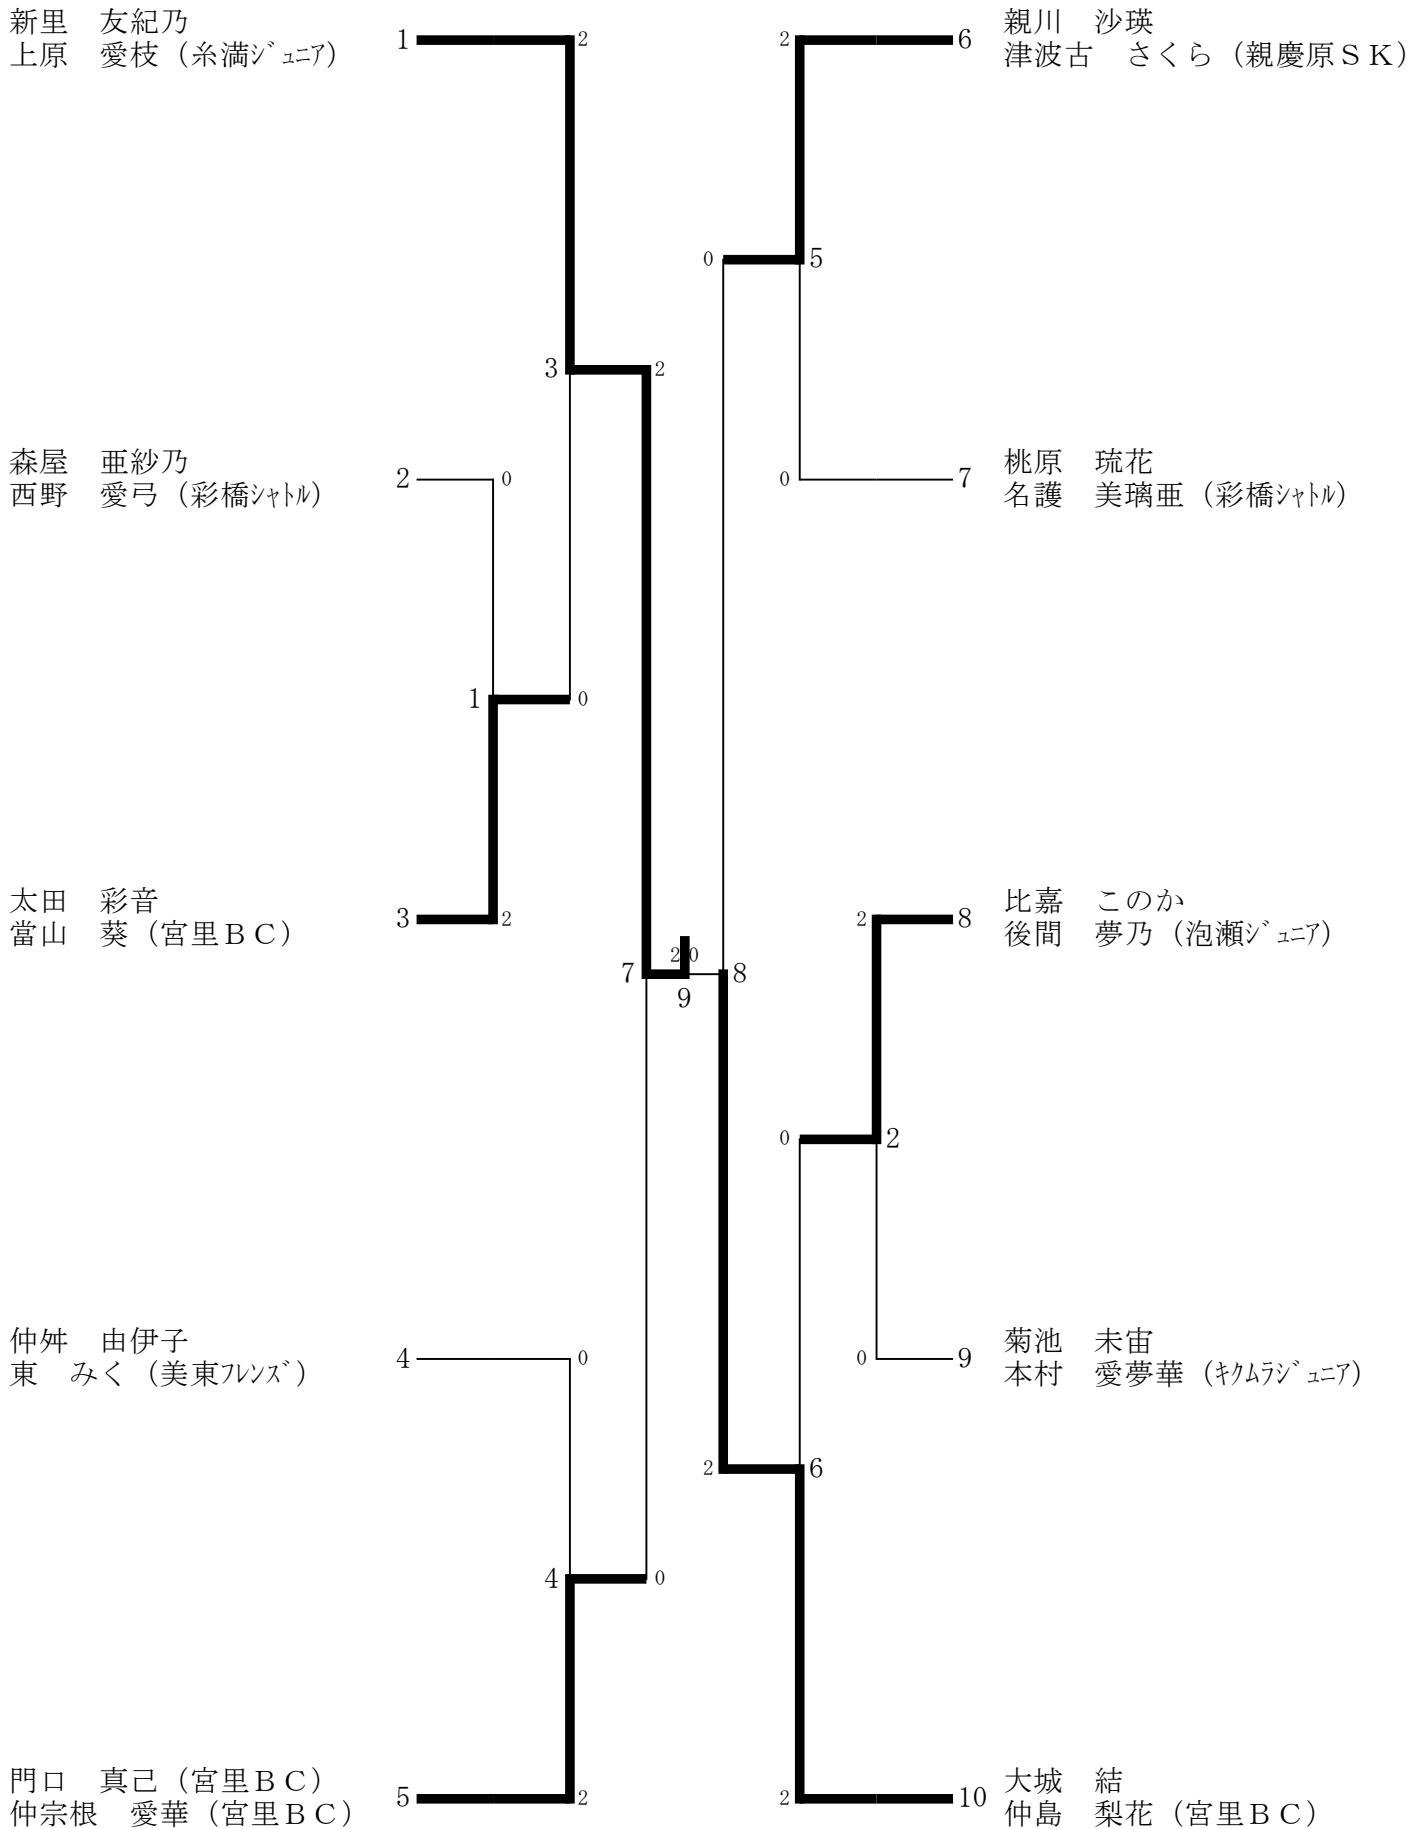 新里　友紀乃
上原　愛枝（糸満ｼﾞｭﾆｱ）
1
2
親川　沙瑛
津波古　さくら（親慶原ＳＫ）
2
6
0
5
3
2
森屋　亜紗乃
西野　愛弓（彩橋ｼｬﾄﾙ）
2
0
桃原　琉花
名護　美璃亜（彩橋ｼｬﾄﾙ）
0
7
1
0
太田　彩音
當山　葵（宮里ＢＣ）
3
2
比嘉　このか
後間　夢乃（泡瀬ｼﾞｭﾆｱ）
2
8
7
2
0
8
9
0
2
仲舛　由伊子
東　みく（美東ﾌﾚﾝｽﾞ）
4
0
菊池　未宙
本村　愛夢華（ｷｸﾑﾗｼﾞｭﾆｱ）
0
9
2
6
4
0
門口　真己（宮里ＢＣ）
仲宗根　愛華（宮里ＢＣ）
5
2
大城　結
仲島　梨花（宮里ＢＣ）
2
10